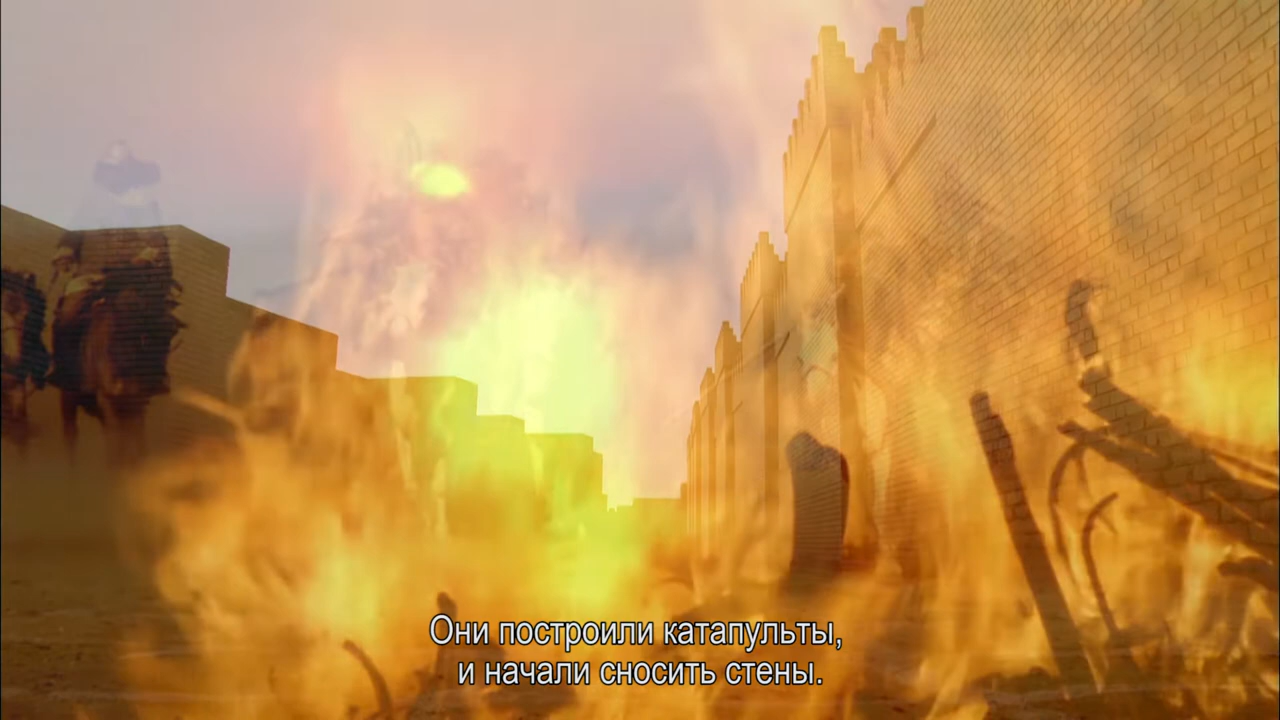 Они построили катапульты,
и начали сносить стены.